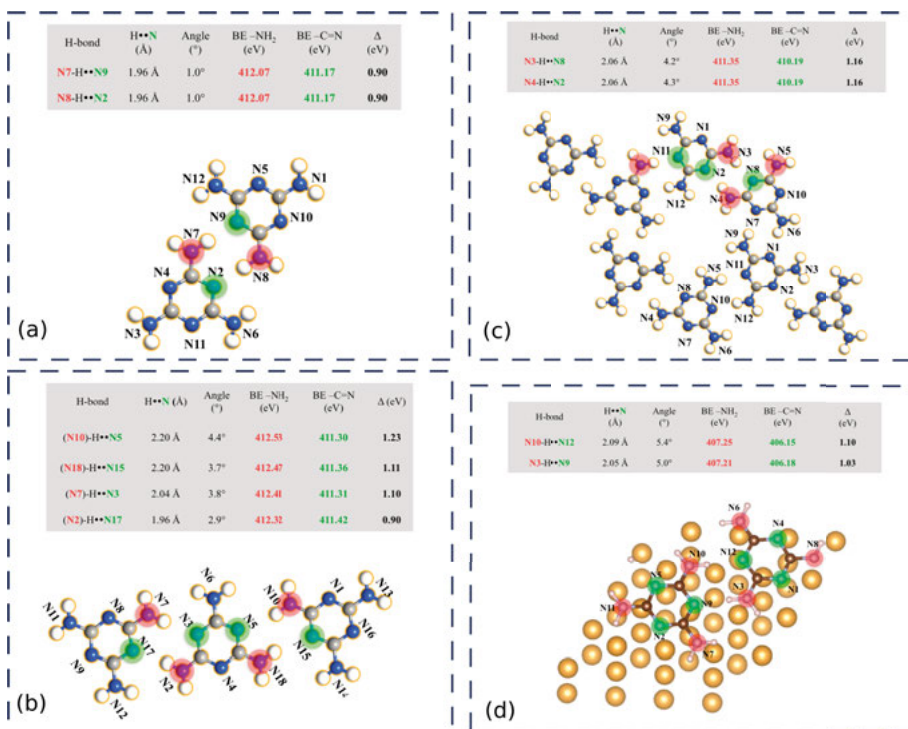 H-bond H••N (Å) Angle (°) BE –NH₂ (eV) BE –C=N (eV) Δ (eV)
N7-H••N9 1.96 Å 1.0° 412.07 411.17 0.90
N8-H••N2 1.96 Å 1.0° 412.07 411.17 0.90
N5
N12 N1
N9 N10
N7
N8
N4 N2
N3 N6
N11
(a)
H-bond H••N (Å) Angle (°) BE –NH₂ (eV) BE –C=N (eV) Δ (eV)
N3-H••N8 2.06 Å 4.2° 411.35 410.19 1.16
N4-H••N2 2.06 Å 4.3° 411.35 410.19 1.16
N9 N1
N11 N3 N5
N2 N8
N12 N4 N10
N7
N9 N6
N1
N5 N11 N3
N8 N10 N2
N4 N12
N7
N6
(c)
H-bond H••N (Å) Angle (°) BE –NH₂ (eV) BE –C=N (eV) Δ (eV)
(N10)-H••N5 2.20 Å 4.4° 412.53 411.30 1.23
(N18)-H••N15 2.20 Å 3.7° 412.47 411.36 1.11
(N7)-H••N3 2.04 Å 3.8° 412.41 411.31 1.10
(N2)-H••N17 1.96 Å 2.9° 412.32 411.42 0.90
N6
N11 N8 N7 N10 N1 N13
N3 N5
N17 N15 N16
N9 N2 N4 N18
N12
(b)
H-bond H••N (Å) Angle (°) BE –NH₂ (eV) BE –C=N (eV) Δ (eV)
N10-H••N12 2.09 Å 5.4° 407.25 406.15 1.10
N3-H••N9 2.05 Å 5.0° 407.21 406.18 1.03
N6 N4
N10 N12 N8
N5 N3 N1
N11 N9
N2
N7
(d)